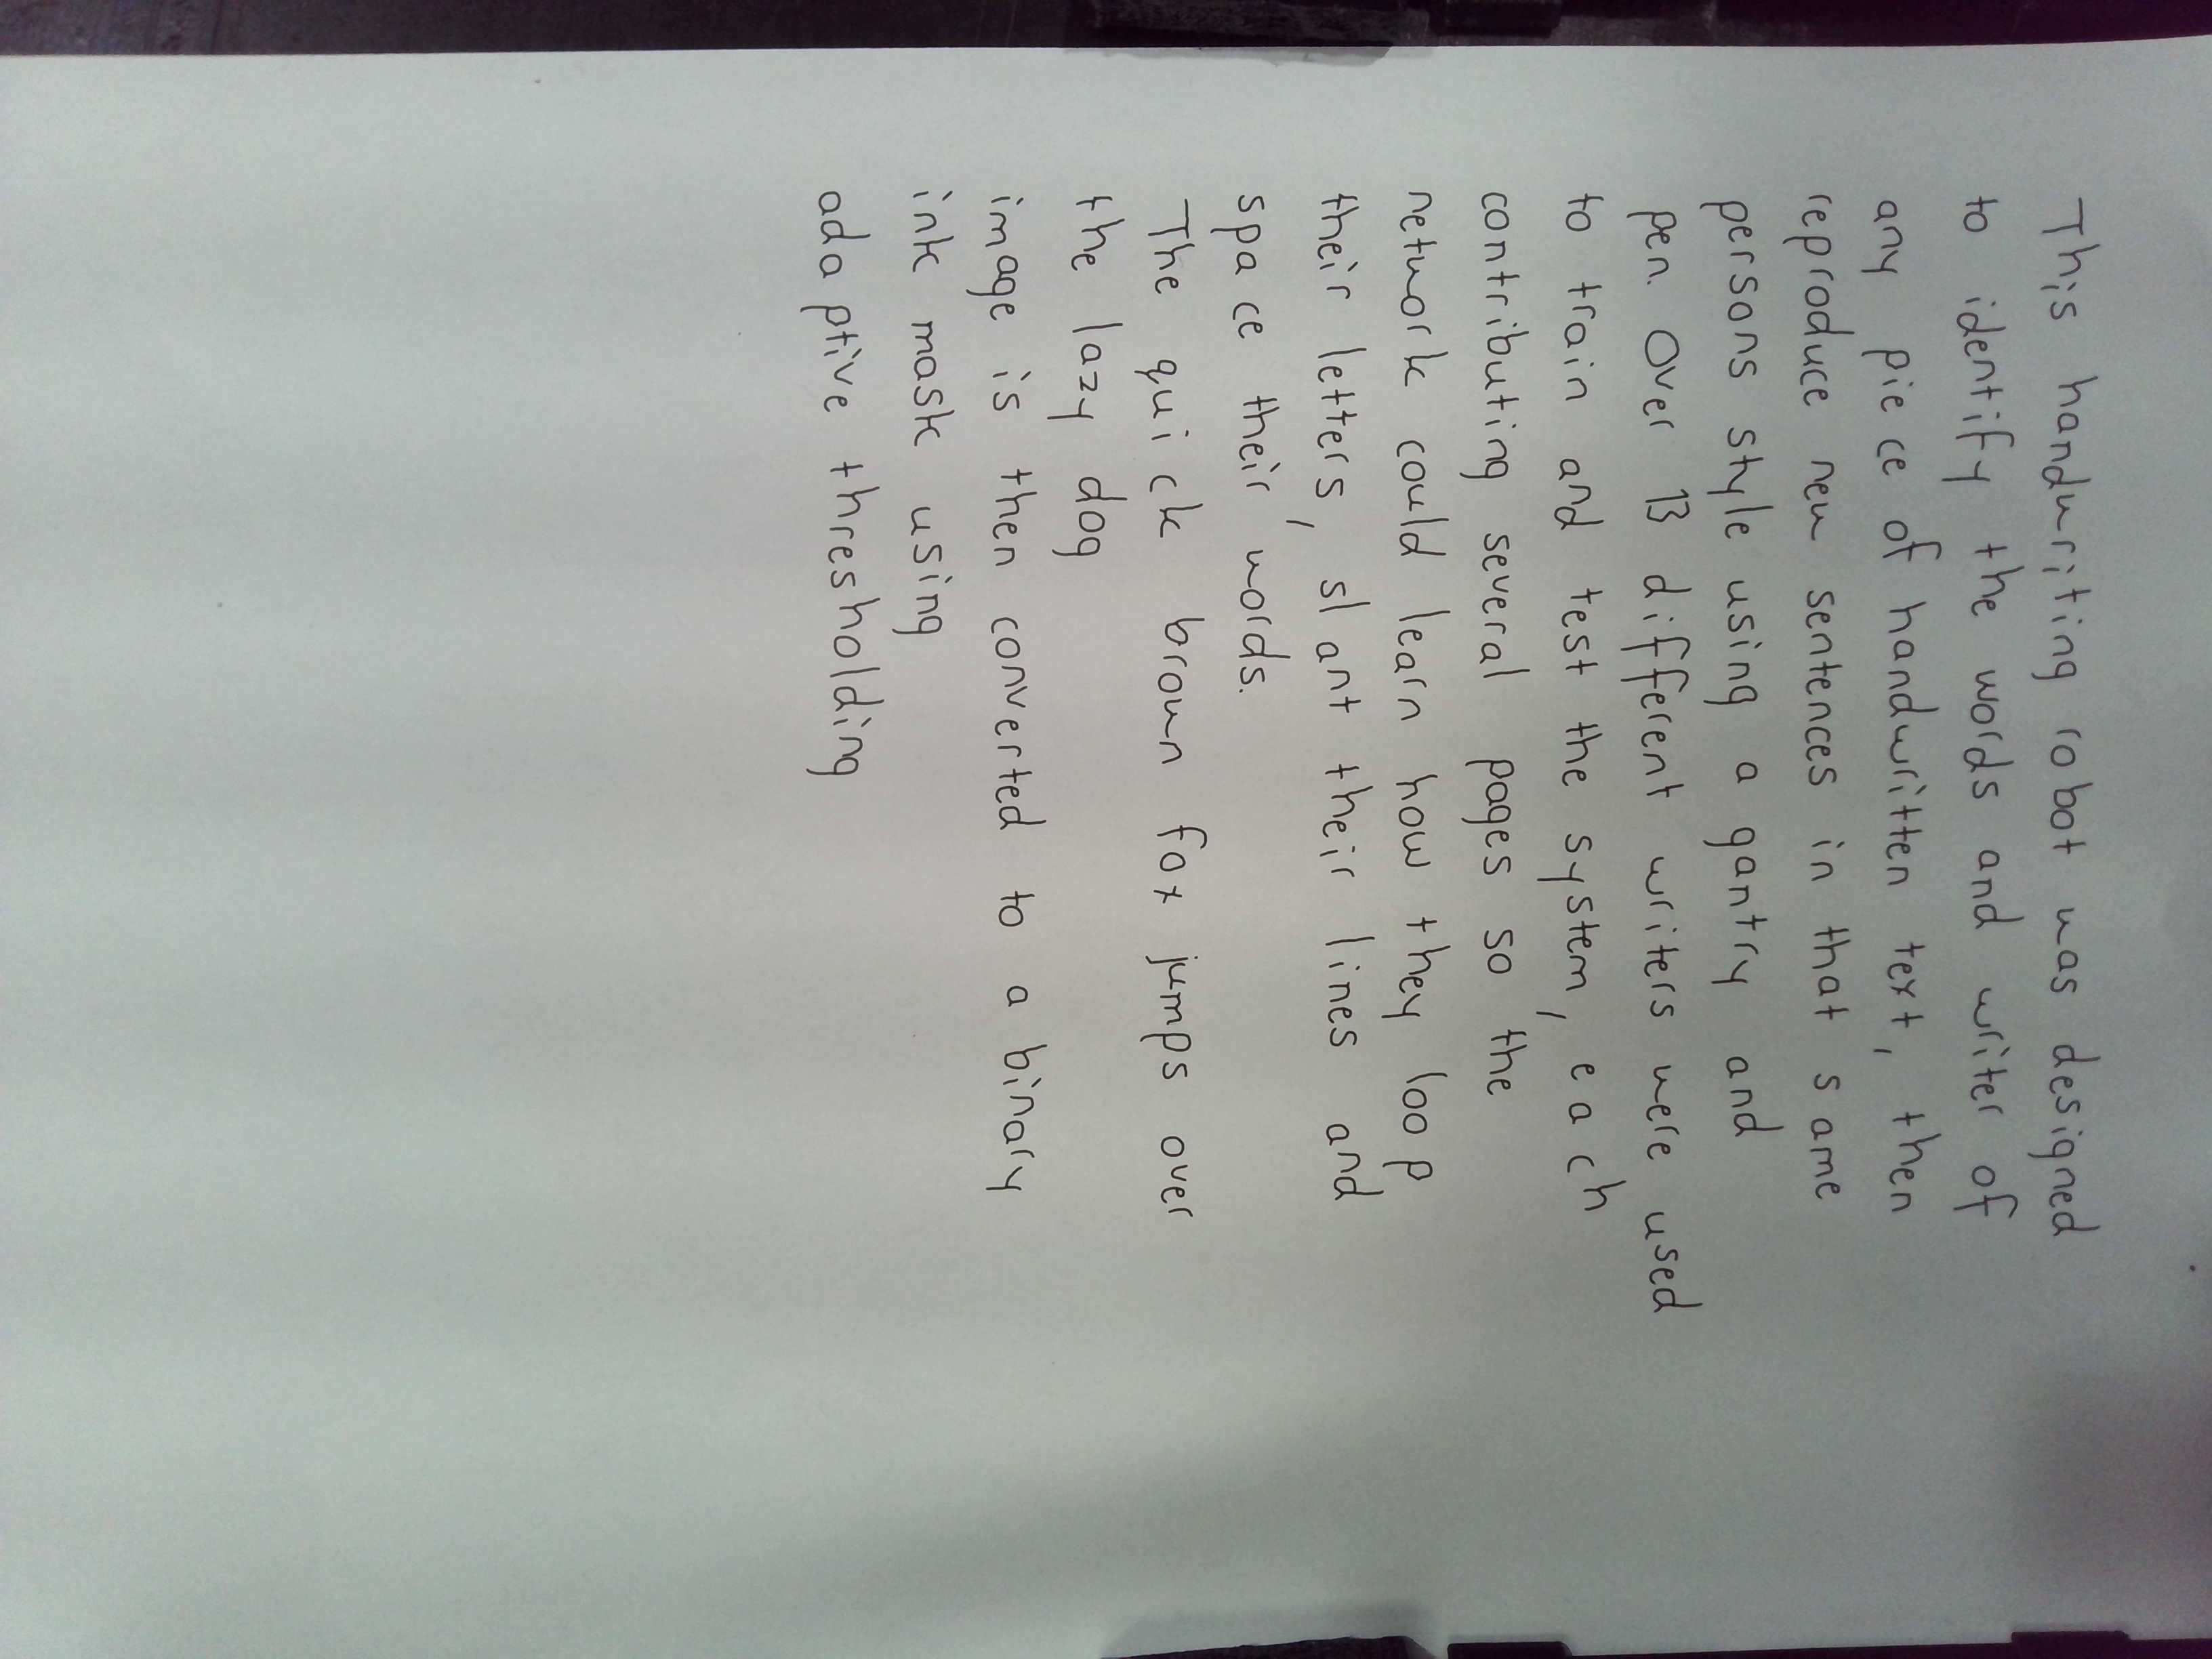 This handwriting robot was designed
to identify the words and writer of
any piece of handwritten text, then
reproduce new sentences in that same
persons style using a gantry and
pen. Over 13 different writers were used
to train and test the system, each
contributing several pages so the
network could learn how they loop
their letters, slant their lines and
space their words.
The quick brown fox jumps over
the lazy dog
image is then converted to a binary
ink mask using
adaptive thresholding